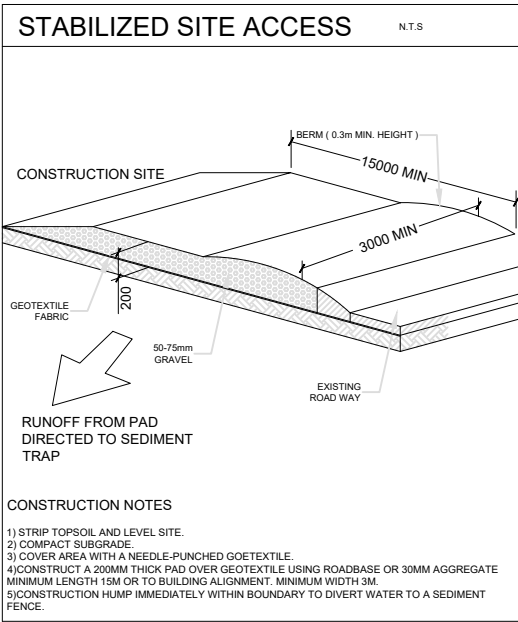 STABILIZED SITE ACCESS
N.T.S
BERM ( 0.3m MIN. HEIGHT )
15000 MIN
CONSTRUCTION SITE
3000 MIN
GEOTEXTILE
FABRIC
200
50-75mm
GRAVEL
EXISTING
ROAD WAY
RUNOFF FROM PAD
DIRECTED TO SEDIMENT
TRAP
CONSTRUCTION NOTES
1) STRIP TOPSOIL AND LEVEL SITE.
2) COMPACT SUBGRADE.
3) COVER AREA WITH A NEEDLE-PUNCHED GOETEXTILE.
4)CONSTRUCT A 200MM THICK PAD OVER GEOTEXTILE USING ROADBASE OR 30MM AGGREGATE
MINIMUM LENGTH 15M OR TO BUILDING ALIGNMENT. MINIMUM WIDTH 3M.
5)CONSTRUCTION HUMP IMMEDIATELY WITHIN BOUNDARY TO DIVERT WATER TO A SEDIMENT
FENCE.